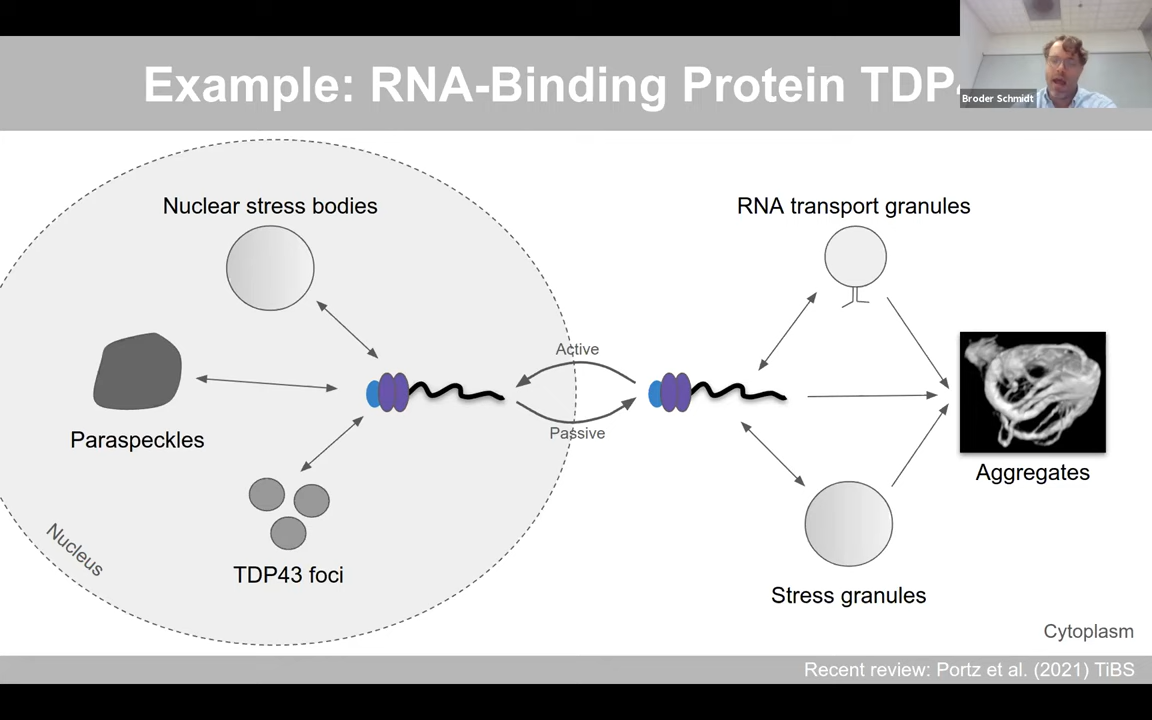 Example: RNA-Binding Protein TDP
Broder Schmidt
Nuclear stress bodies
RNA transport granules
Active
Passive
Paraspeckles
Aggregates
Nucleus
TDP43 foci
Stress granules
Cytoplasm
Recent review: Portz et al. (2021) TiBS